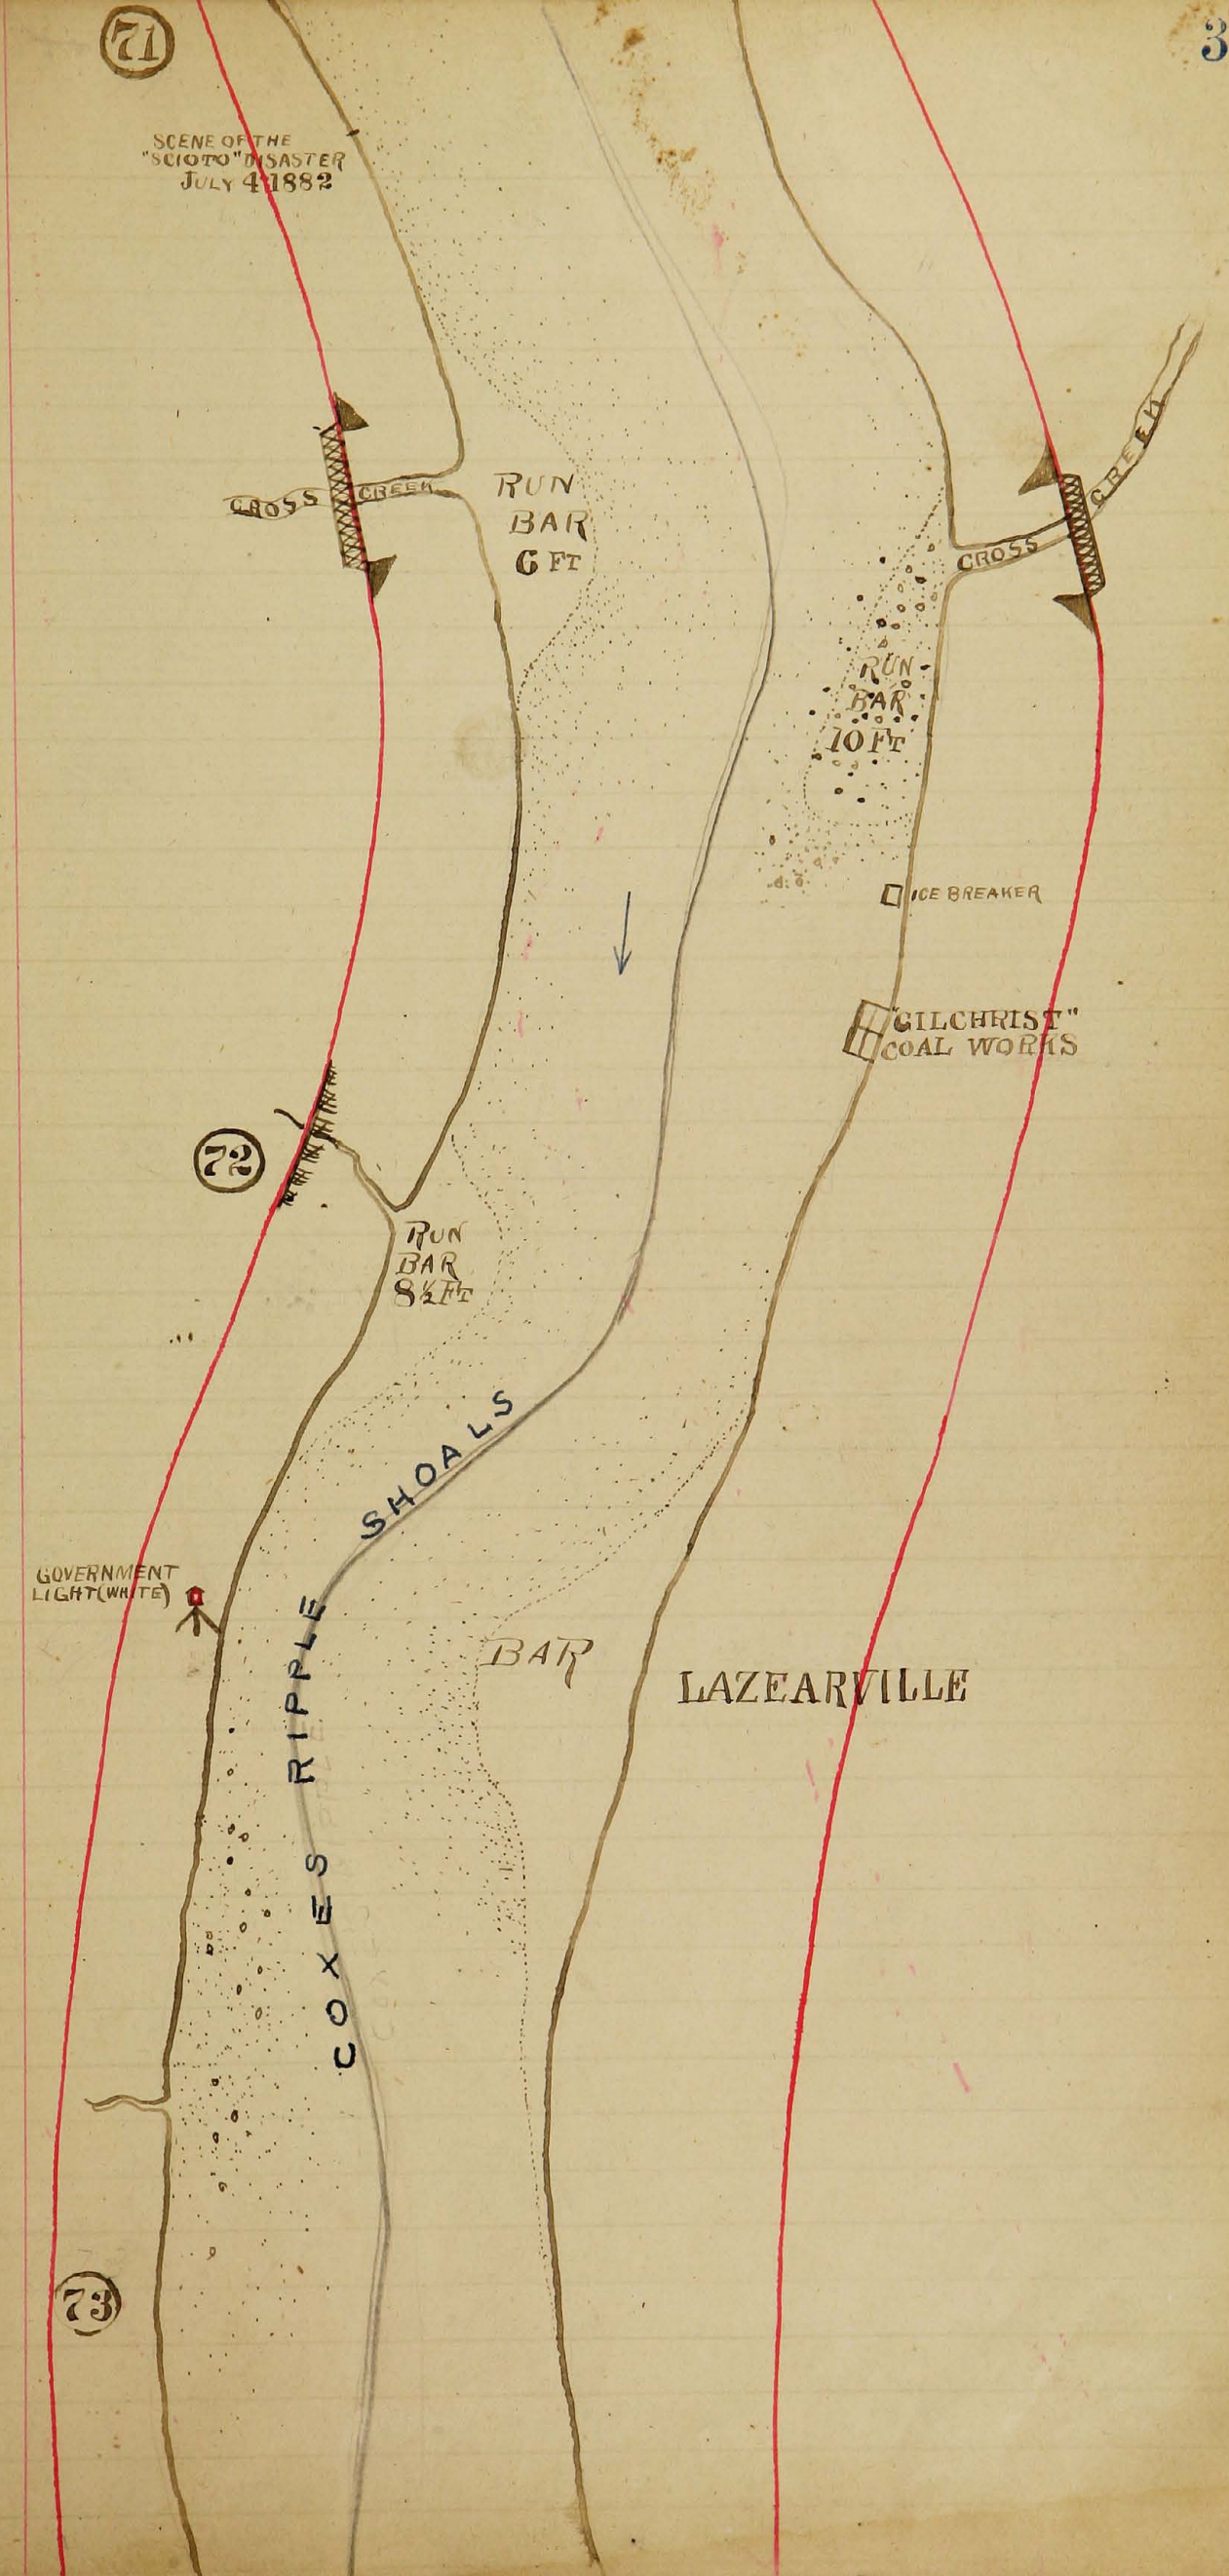 71
3
SCENE OF THE
"SCIOTO" DISASTER
JULY 4 1882
CROSS CREEK
RUN
BAR
6 FT
CROSS CREEK
RUN
BAR
10 FT
ICE BREAKER
"GILCHRIST"
COAL WORKS
72
RUN
BAR
8½ FT
COXES RIPPLE SHOALS
GOVERNMENT
LIGHT (WHITE)
BAR
LAZEARVILLE
73